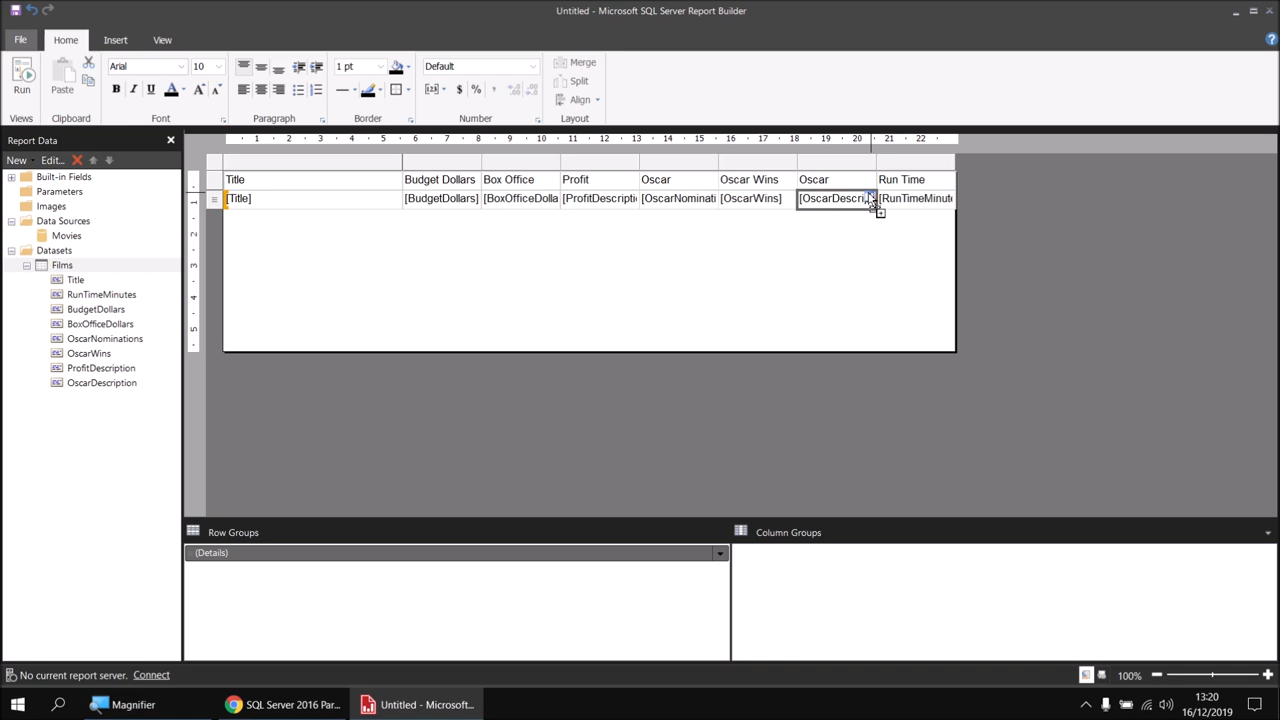 Untitled - Microsoft SQL Server Report Builder
File
Home
Insert
View
Run
Paste
Arial
10
1 pt
Default
Merge
Split
Align
B I U A A A
$ % ,
Views
Clipboard
Font
Paragraph
Border
Number
Layout
Report Data
New
Edit...
Built-in Fields
Parameters
Images
Data Sources
Movies
Datasets
Films
Title
RunTimeMinutes
BudgetDollars
BoxOfficeDollars
OscarNominations
OscarWins
ProfitDescription
OscarDescription
1 2 3 4 5 6 7 8 9 10 11 12 13 14 15 16 17 18 19 20 21 22
1
2
3
4
5
Title Budget Dollars Box Office Profit Oscar Oscar Wins Oscar Run Time
[Title] [BudgetDollars] [BoxOfficeDolla [ProfitDescripti [OscarNominati [OscarWins] [OscarDescri [RunTimeMinute
Row Groups
(Details)
Column Groups
No current report server. Connect
100%
Magnifier
SQL Server 2016 Par...
Untitled - Microsoft...
13:20
16/12/2019